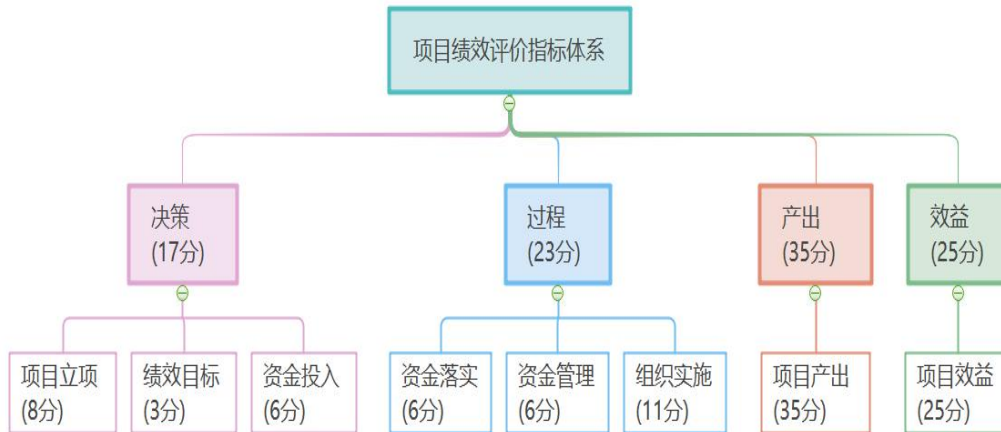 项目绩效评价指标体系
决策
(17分)
过程
(23分)
产出
(35分)
效益
(25分)
项目立项
(8分)
绩效目标
(3分)
资金投入
(6分)
资金落实
(6分)
资金管理
(6分)
组织实施
(11分)
项目产出
(35分)
项目效益
(25分)